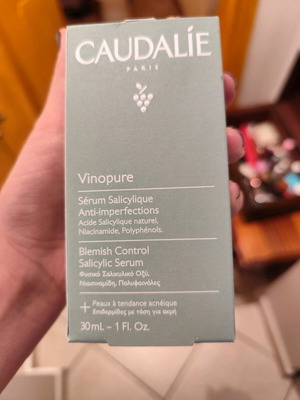 CAUDALÍE
PARIS
Vinopure
Sérum Salicylique
Anti-imperfections
Acide Salicylique naturel,
Niacinamide, Polyphénols.
Blemish Control
Salicylic Serum
Φυσικό Σαλικυλικό Οξύ,
Νιασιναμίδη, Πολυφαινόλες
+ Peaux à tendance acnéique
Επιδερμίδες με τάση για ακμή
30mL – 1 Fl. Oz.